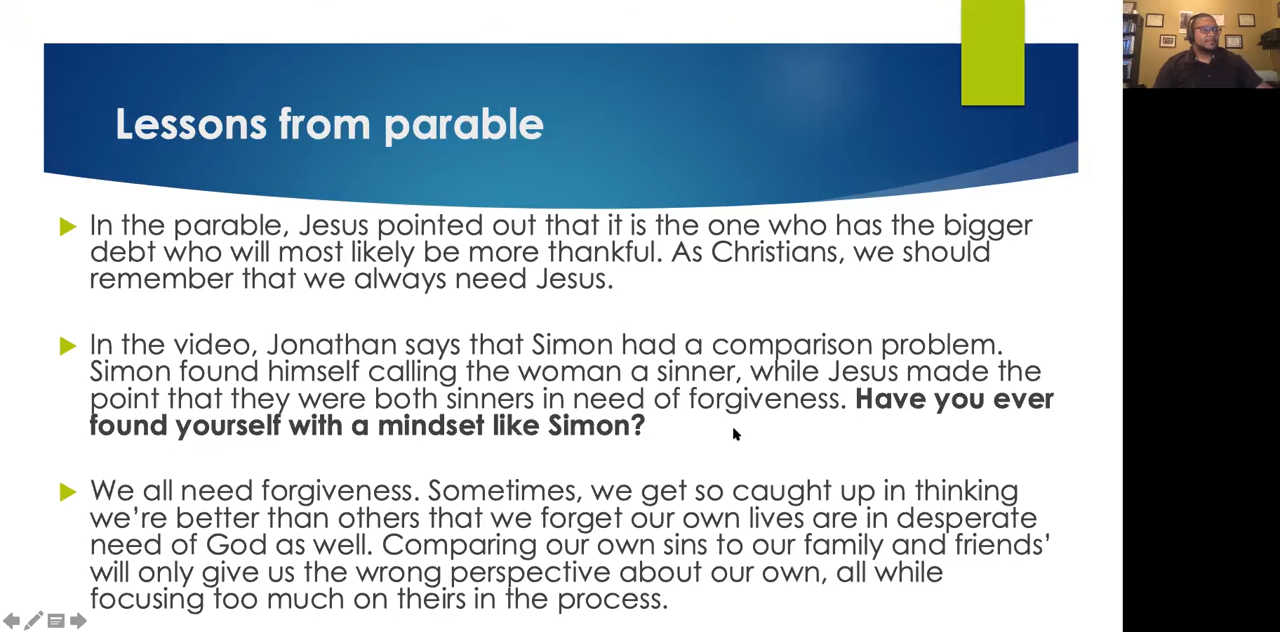 Lessons from parable
In the parable, Jesus pointed out that it is the one who has the bigger
debt who will most likely be more thankful. As Christians, we should
remember that we always need Jesus.
In the video, Jonathan says that Simon had a comparison problem.
Simon found himself calling the woman a sinner, while Jesus made the
point that they were both sinners in need of forgiveness. Have you ever
found yourself with a mindset like Simon?
We all need forgiveness. Sometimes, we get so caught up in thinking
we're better than others that we forget our own lives are in desperate
need of God as well. Comparing our own sins to our family and friends'
will only give us the wrong perspective about our own, all while
focusing too much on theirs in the process.